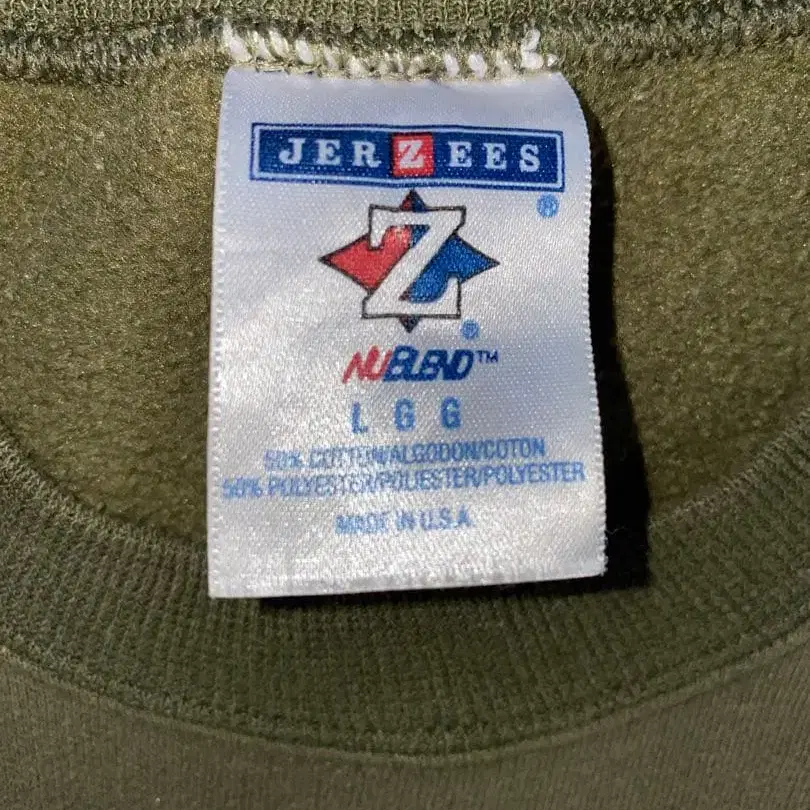 JERZEES
®
Z
®
NUBLEND™
L G G
50% COTTON/ALGODON/COTON
50% POLYESTER/POLIESTER/POLYESTER
MADE IN U.S.A.